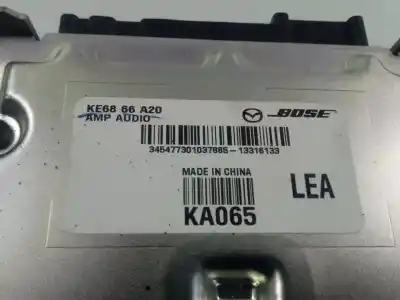 KE68 66 A20
AMP AUDIO
BOSE
345477301037885-13316133
MADE IN CHINA
KA065
LEA